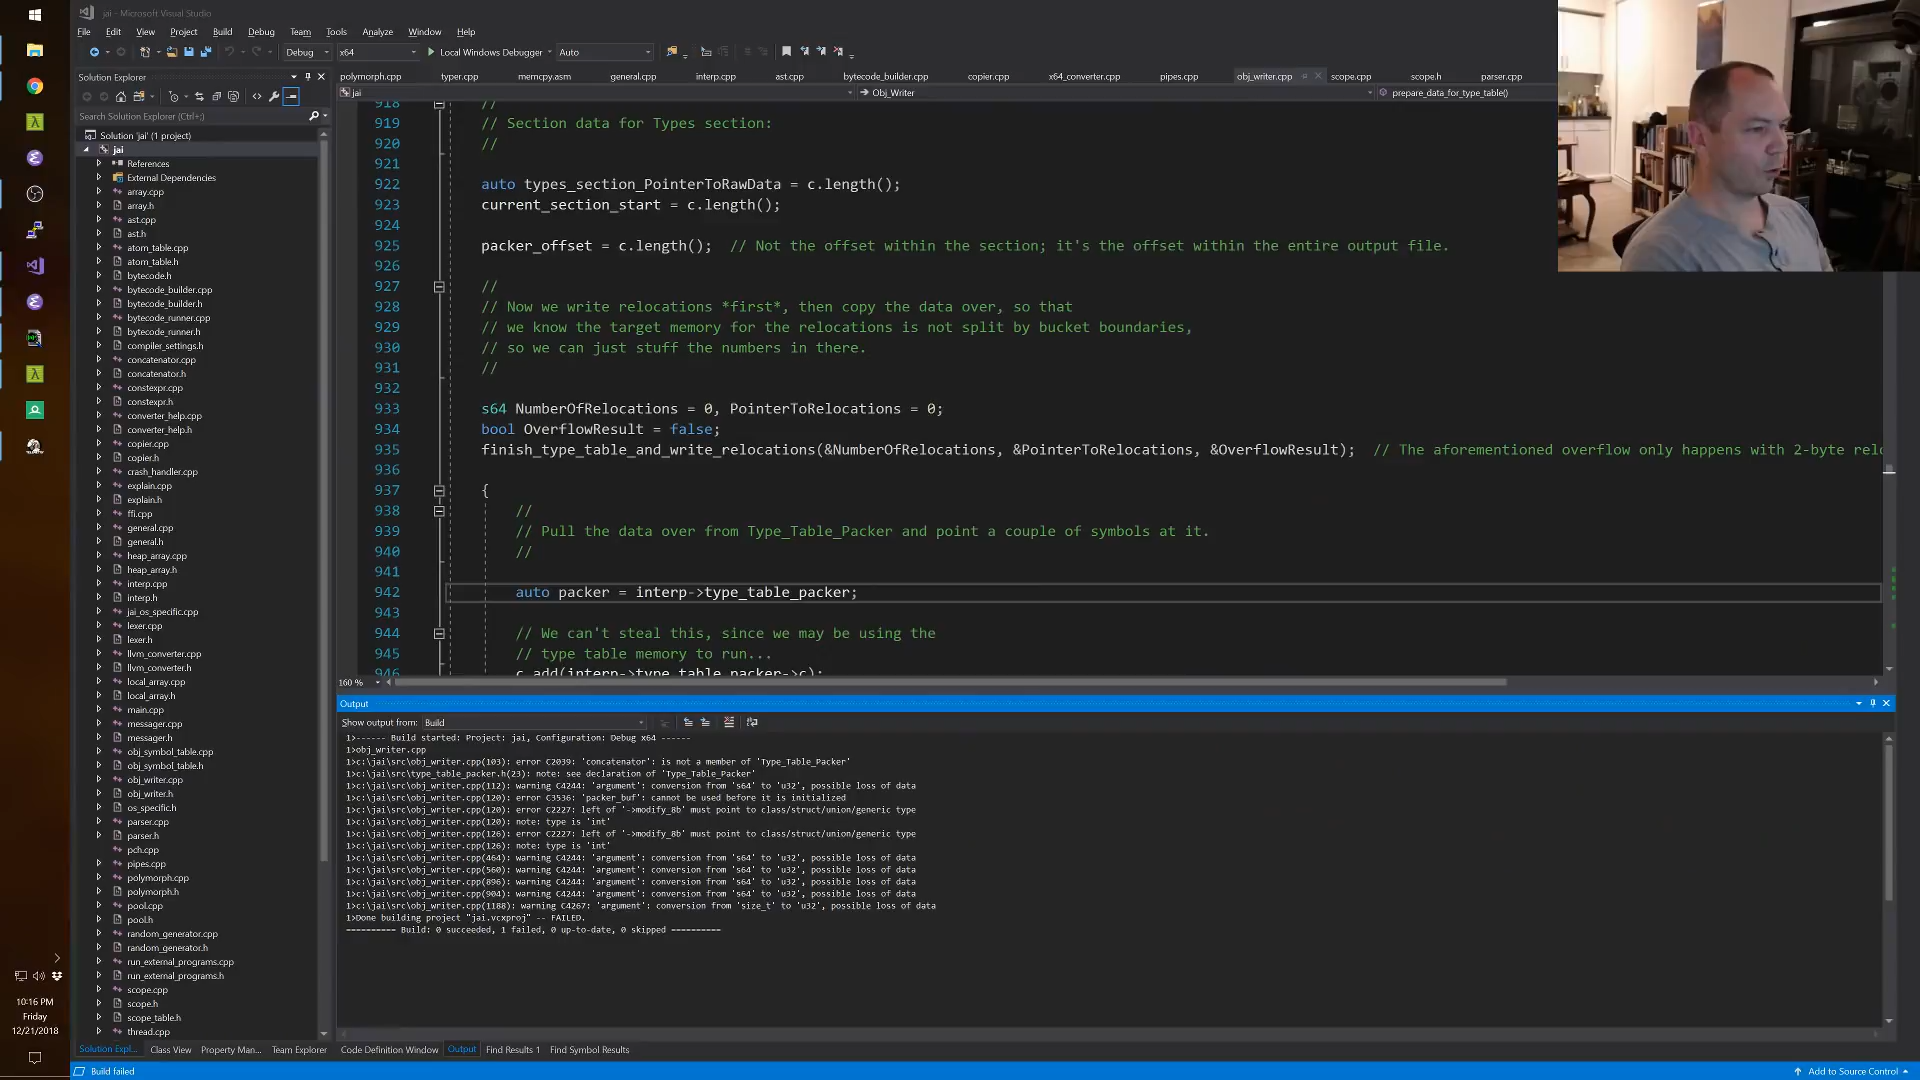 jai - Microsoft Visual Studio
File Edit View Project Build Debug Team Tools Analyze Window Help
Debug x64 Local Windows Debugger Auto
Solution Explorer
Search Solution Explorer (Ctrl+;)
Solution 'jai' (1 project)
jai
References
External Dependencies
array.cpp
array.h
ast.cpp
ast.h
atom_table.cpp
atom_table.h
bytecode.h
bytecode_builder.cpp
bytecode_builder.h
bytecode_runner.cpp
bytecode_runner.h
compiler_settings.h
concatenator.cpp
concatenator.h
constexpr.cpp
constexpr.h
converter_help.cpp
converter_help.h
copier.cpp
copier.h
crash_handler.cpp
explain.cpp
explain.h
ffi.cpp
general.cpp
general.h
heap_array.cpp
heap_array.h
interp.cpp
interp.h
jai_os_specific.cpp
lexer.cpp
lexer.h
llvm_converter.cpp
llvm_converter.h
local_array.cpp
local_array.h
main.cpp
messager.cpp
messager.h
obj_symbol_table.cpp
obj_symbol_table.h
obj_writer.cpp
obj_writer.h
os_specific.h
parser.cpp
parser.h
pch.cpp
pipes.cpp
polymorph.cpp
polymorph.h
pool.cpp
pool.h
random_generator.cpp
random_generator.h
run_external_programs.cpp
run_external_programs.h
scope.cpp
scope.h
scope_table.h
thread.cpp
Solution Expl... Class View Property Man... Team Explorer
polymorph.cpp typer.cpp memcpy.asm general.cpp interp.cpp ast.cpp bytecode_builder.cpp copier.cpp x64_converter.cpp pipes.cpp obj_writer.cpp scope.cpp scope.h parser.cpp
jai Obj_Writer prepare_data_for_type_table()
918 //
919 // Section data for Types section:
920 //
921
922 auto types_section_PointerToRawData = c.length();
923 current_section_start = c.length();
924
925 packer_offset = c.length(); // Not the offset within the section; it's the offset within the entire output file.
926
927 //
928 // Now we write relocations *first*, then copy the data over, so that
929 // we know the target memory for the relocations is not split by bucket boundaries,
930 // so we can just stuff the numbers in there.
931 //
932
933 s64 NumberOfRelocations = 0, PointerToRelocations = 0;
934 bool OverflowResult = false;
935 finish_type_table_and_write_relocations(&NumberOfRelocations, &PointerToRelocations, &OverflowResult); // The aforementioned overflow only happens with 2-byte relo
936
937 {
938 //
939 // Pull the data over from Type_Table_Packer and point a couple of symbols at it.
940 //
941
942 auto packer = interp->type_table_packer;
943
944 // We can't steal this, since we may be using the
945 // type table memory to run...
946 c.add(interp->type_table_packer->c);
160 %
Output
Show output from: Build
1>------ Build started: Project: jai, Configuration: Debug x64 ------
1>obj_writer.cpp
1>c:\jai\src\obj_writer.cpp(103): error C2039: 'concatenator': is not a member of 'Type_Table_Packer'
1>c:\jai\src\type_table_packer.h(23): note: see declaration of 'Type_Table_Packer'
1>c:\jai\src\obj_writer.cpp(112): warning C4244: 'argument': conversion from 's64' to 'u32', possible loss of data
1>c:\jai\src\obj_writer.cpp(120): error C3536: 'packer_buf': cannot be used before it is initialized
1>c:\jai\src\obj_writer.cpp(120): error C2227: left of '->modify_8b' must point to class/struct/union/generic type
1>c:\jai\src\obj_writer.cpp(120): note: type is 'int'
1>c:\jai\src\obj_writer.cpp(126): error C2227: left of '->modify_8b' must point to class/struct/union/generic type
1>c:\jai\src\obj_writer.cpp(126): note: type is 'int'
1>c:\jai\src\obj_writer.cpp(464): warning C4244: 'argument': conversion from 's64' to 'u32', possible loss of data
1>c:\jai\src\obj_writer.cpp(560): warning C4244: 'argument': conversion from 's64' to 'u32', possible loss of data
1>c:\jai\src\obj_writer.cpp(896): warning C4244: 'argument': conversion from 's64' to 'u32', possible loss of data
1>c:\jai\src\obj_writer.cpp(904): warning C4244: 'argument': conversion from 's64' to 'u32', possible loss of data
1>c:\jai\src\obj_writer.cpp(1188): warning C4267: 'argument': conversion from 'size_t' to 'u32', possible loss of data
1>Done building project "jai.vcxproj" -- FAILED.
========== Build: 0 succeeded, 1 failed, 0 up-to-date, 0 skipped ==========
Code Definition Window Output Find Results 1 Find Symbol Results
10:16 PM
Friday
12/21/2018
Build failed
Add to Source Control